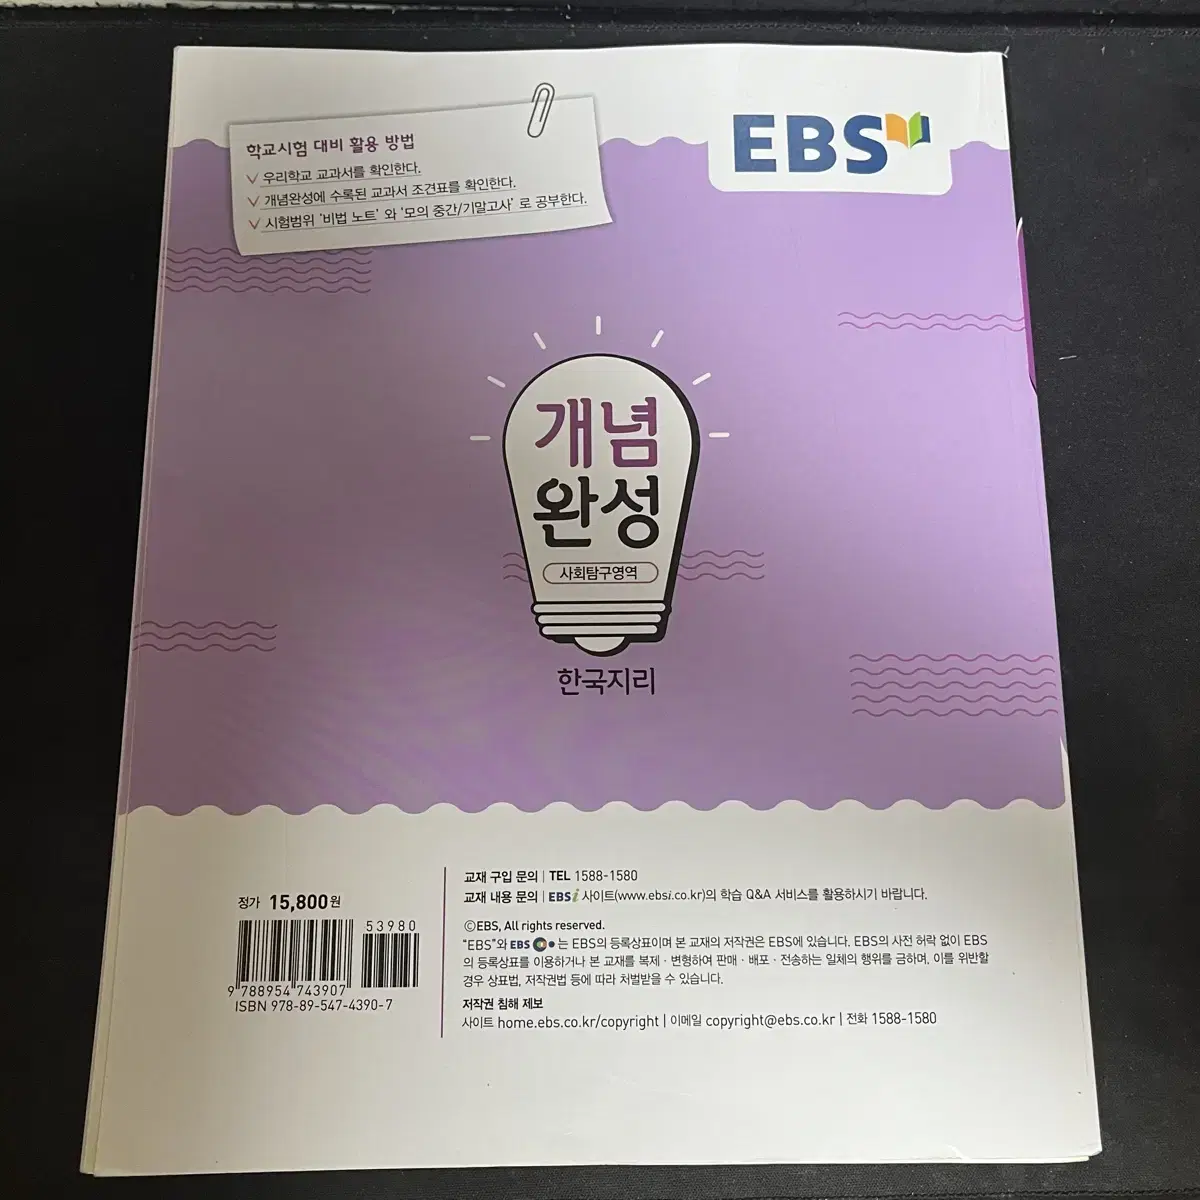 학교시험 대비 활용 방법
우리학교 교과서를 확인한다.
개념완성에 수록된 교과서 조견표를 확인한다.
시험범위 '비법 노트' 와 '모의 중간/기말고사' 로 공부한다.
EBS
개념
완성
사회탐구영역
한국지리
정가 15,800원
53980
9 788954 743907
ISBN 978-89-547-4390-7
교재 구입 문의 | TEL 1588-1580
교재 내용 문의 | EBSi 사이트(www.ebsi.co.kr)의 학습 Q&A 서비스를 활용하시기 바랍니다.
ⓒEBS, All rights reserved.
"EBS"와 EBS 는 EBS의 등록상표이며 본 교재의 저작권은 EBS에 있습니다. EBS의 사전 허락 없이 EBS
의 등록상표를 이용하거나 본 교재를 복제·변형하여 판매·배포·전송하는 일체의 행위를 금하며, 이를 위반할
경우 상표법, 저작권법 등에 따라 처벌받을 수 있습니다.
저작권 침해 제보
사이트 home.ebs.co.kr/copyright | 이메일 copyright@ebs.co.kr | 전화 1588-1580